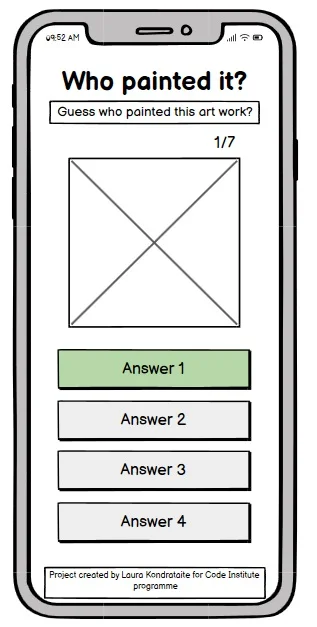 09:52 AM
Who painted it?
Guess who painted this art work?
1/7
Answer 1
Answer 2
Answer 3
Answer 4
Project created by Laura Kondrataite for Code Institute
programme